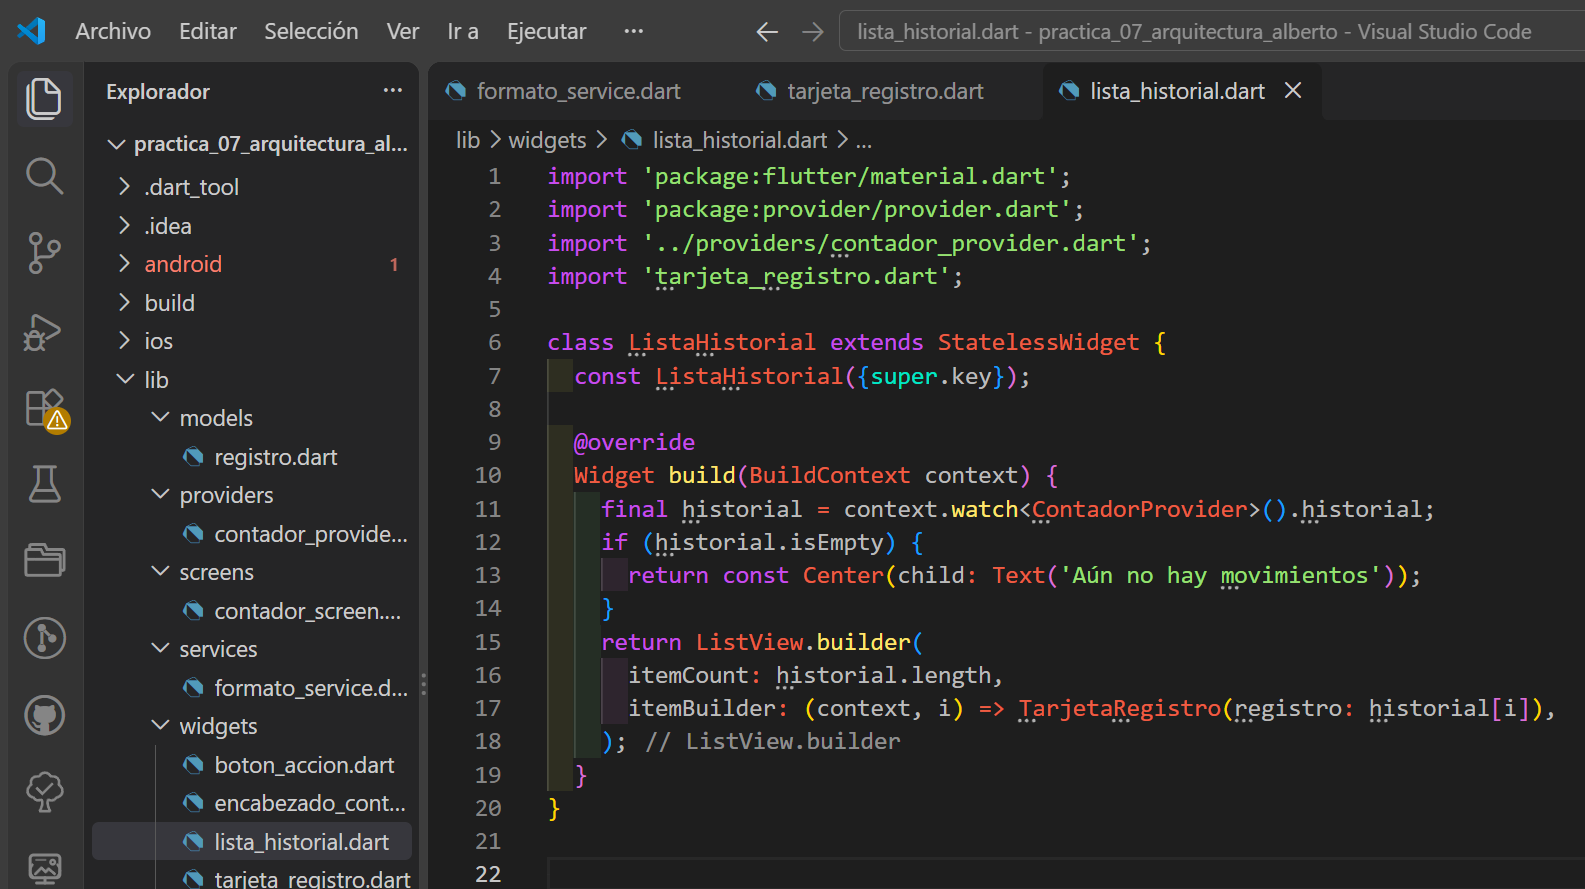 Archivo Editar Selección Ver Ir a Ejecutar ···
lista_historial.dart - practica_07_arquitectura_alberto - Visual Studio Code
Explorador ···
practica_07_arquitectura_al...
.dart_tool
.idea
android 1
build
ios
lib
models
registro.dart
providers
contador_provide...
screens
contador_screen....
services
formato_service.d...
widgets
boton_accion.dart
encabezado_cont...
lista_historial.dart
tarjeta_registro.dart
formato_service.dart tarjeta_registro.dart lista_historial.dart
lib > widgets > lista_historial.dart > ...
1 import 'package:flutter/material.dart';
2 import 'package:provider/provider.dart';
3 import '../providers/contador_provider.dart';
4 import 'tarjeta_registro.dart';
5
6 class ListaHistorial extends StatelessWidget {
7 const ListaHistorial({super.key});
8
9 @override
10 Widget build(BuildContext context) {
11 final historial = context.watch<ContadorProvider>().historial;
12 if (historial.isEmpty) {
13 return const Center(child: Text('Aún no hay movimientos'));
14 }
15 return ListView.builder(
16 itemCount: historial.length,
17 itemBuilder: (context, i) => TarjetaRegistro(registro: historial[i]),
18 ); // ListView.builder
19 }
20 }
21
22